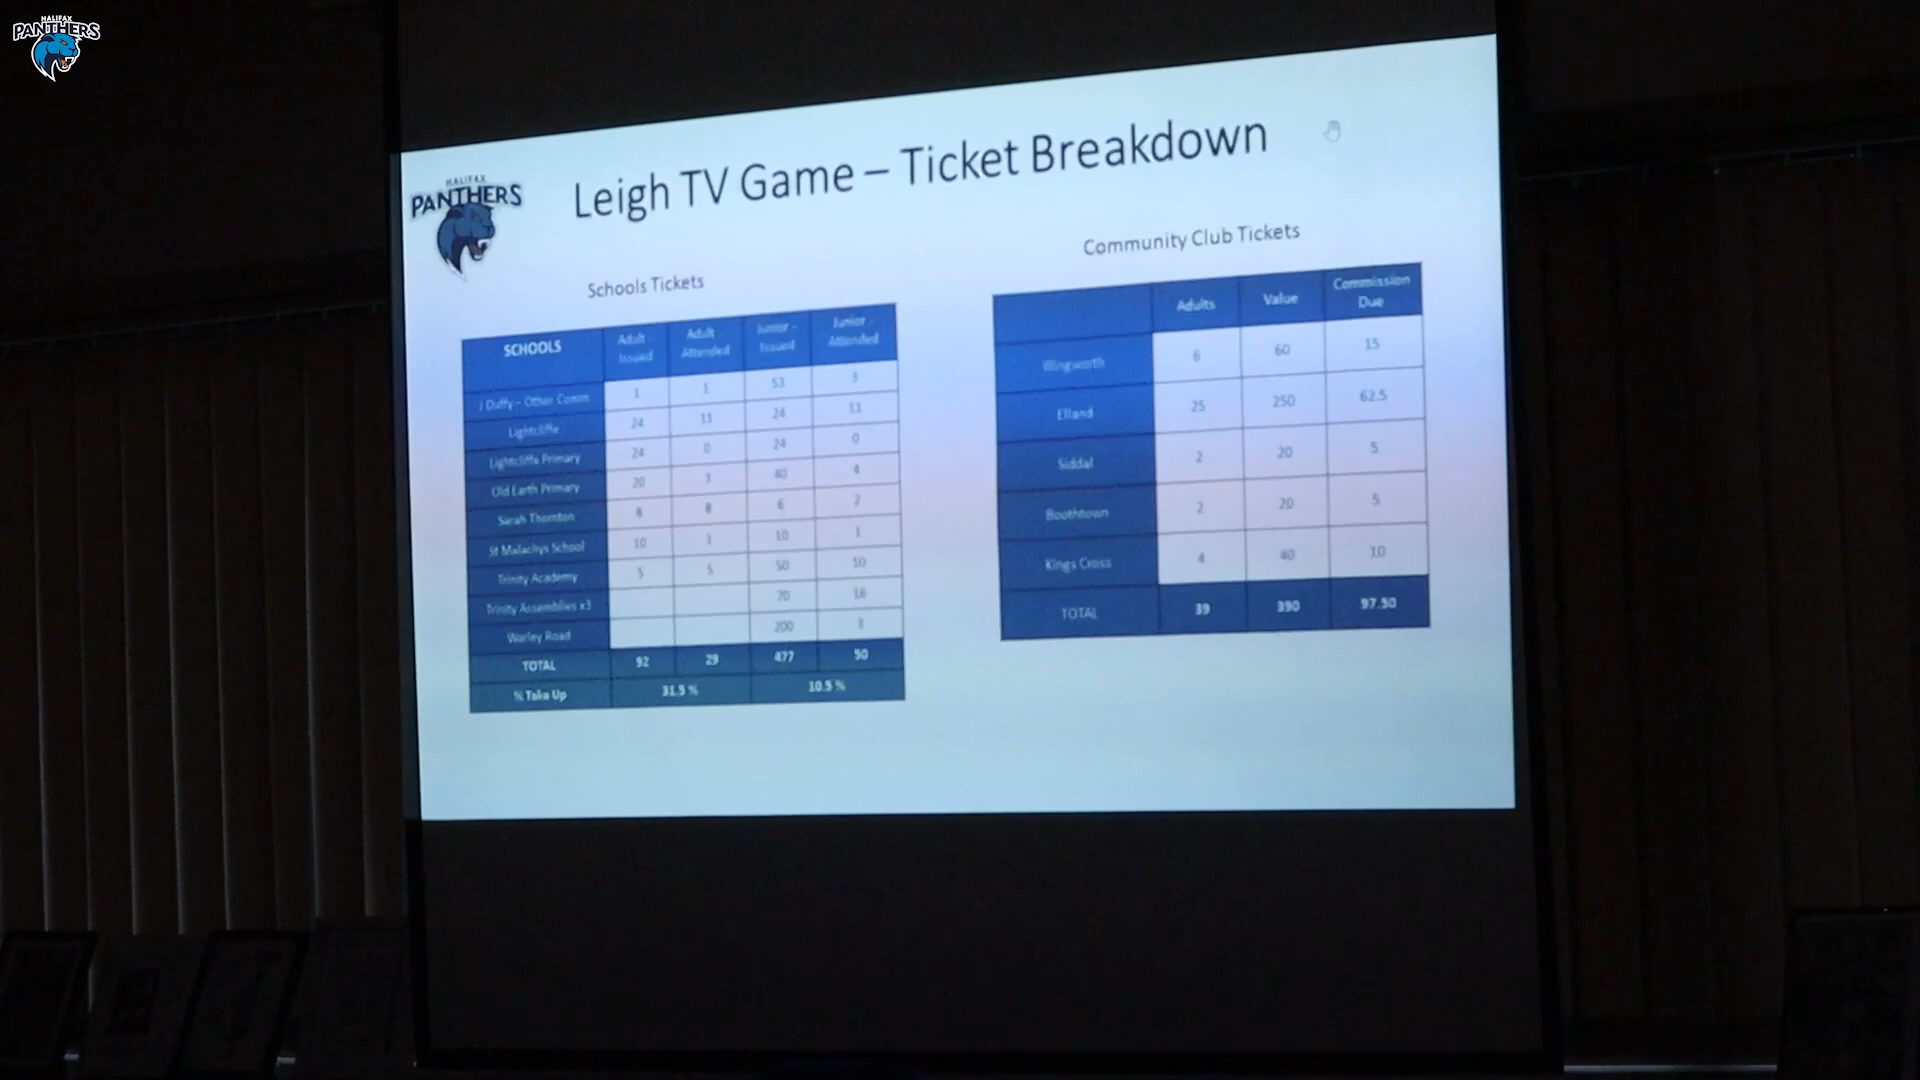 HALIFAX
PANTHERS
HALIFAX
PANTHERS
Leigh TV Game – Ticket Breakdown
Schools Tickets
SCHOOLS Adult - Issued Adult - Attended Junior - Issued Junior - Attended
J Duffy – Other Comm 1 1 53 3
Lightcliffe 24 11 24 11
Lightcliffe Primary 24 0 24 0
Old Earth Primary 20 3 40 4
Sarah Thornton 8 8 6 2
St Malachys School 10 1 10 1
Trinity Academy 5 5 50 10
Trinity Assemblies x3 70 16
Warley Road 200 3
TOTAL 92 29 477 50
% Take Up 31.5 % 10.5 %
Community Club Tickets
Adults Value Commission Due
Illingworth 6 60 15
Elland 25 250 62.5
Siddal 2 20 5
Boothtown 2 20 5
Kings Cross 4 40 10
TOTAL 39 390 97.50